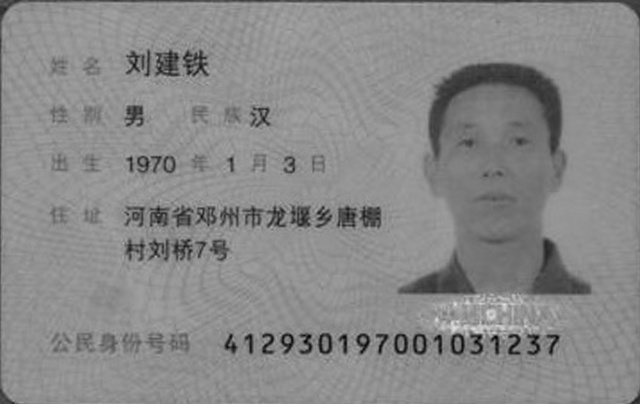 姓名 刘建铁
性别 男 民族 汉
出生 1970 年 1 月 3 日
住址 河南省邓州市龙堰乡唐棚
村刘桥7号
公民身份号码 412930197001031237